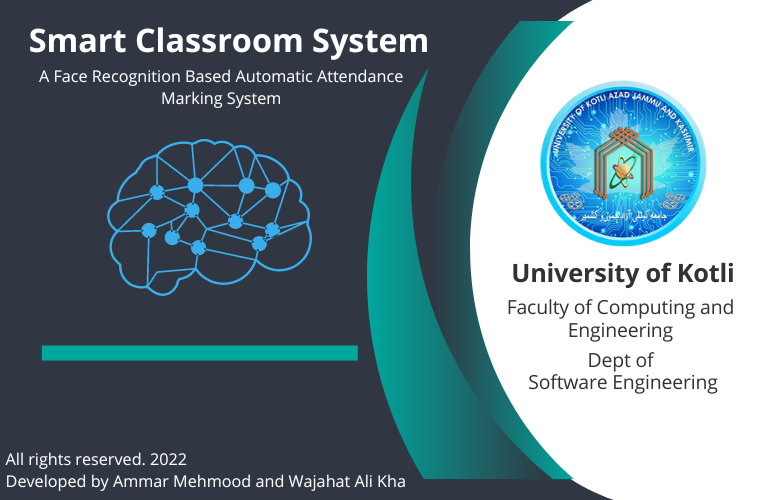 Smart Classroom System
A Face Recognition Based Automatic Attendance
Marking System
UNIVERSITY OF KOTLI AZAD JAMMU AND KASHMIR
جامعہ کوٹلی آزاد جموں و کشمیر
University of Kotli
Faculty of Computing and
Engineering
Dept of
Software Engineering
All rights reserved. 2022
Developed by Ammar Mehmood and Wajahat Ali Kha